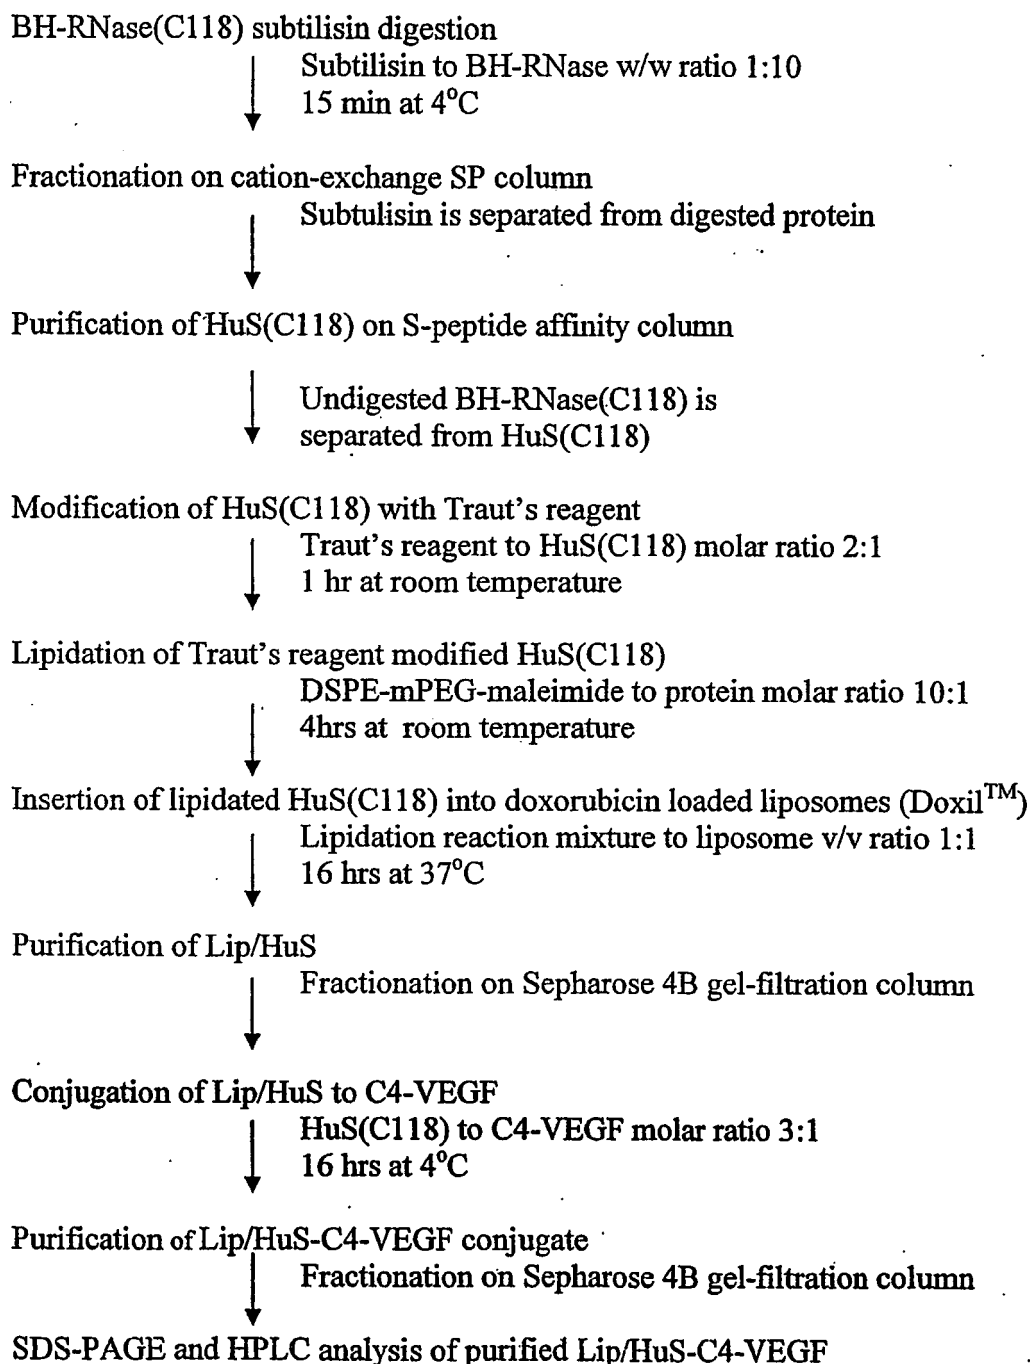 BH-RNase(C118) subtilisin digestion
Subtilisin to BH-RNase w/w ratio 1:10
15 min at 4°C
Fractionation on cation-exchange SP column
Subtulisin is separated from digested protein
Purification of HuS(C118) on S-peptide affinity column
Undigested BH-RNase(C118) is
separated from HuS(C118)
Modification of HuS(C118) with Traut's reagent
Traut's reagent to HuS(C118) molar ratio 2:1
1 hr at room temperature
Lipidation of Traut's reagent modified HuS(C118)
DSPE-mPEG-maleimide to protein molar ratio 10:1
4hrs at room temperature
Insertion of lipidated HuS(C118) into doxorubicin loaded liposomes (Doxil™)
Lipidation reaction mixture to liposome v/v ratio 1:1
16 hrs at 37°C
Purification of Lip/HuS
Fractionation on Sepharose 4B gel-filtration column
Conjugation of Lip/HuS to C4-VEGF
HuS(C118) to C4-VEGF molar ratio 3:1
16 hrs at 4°C
Purification of Lip/HuS-C4-VEGF conjugate
Fractionation on Sepharose 4B gel-filtration column
SDS-PAGE and HPLC analysis of purified Lip/HuS-C4-VEGF